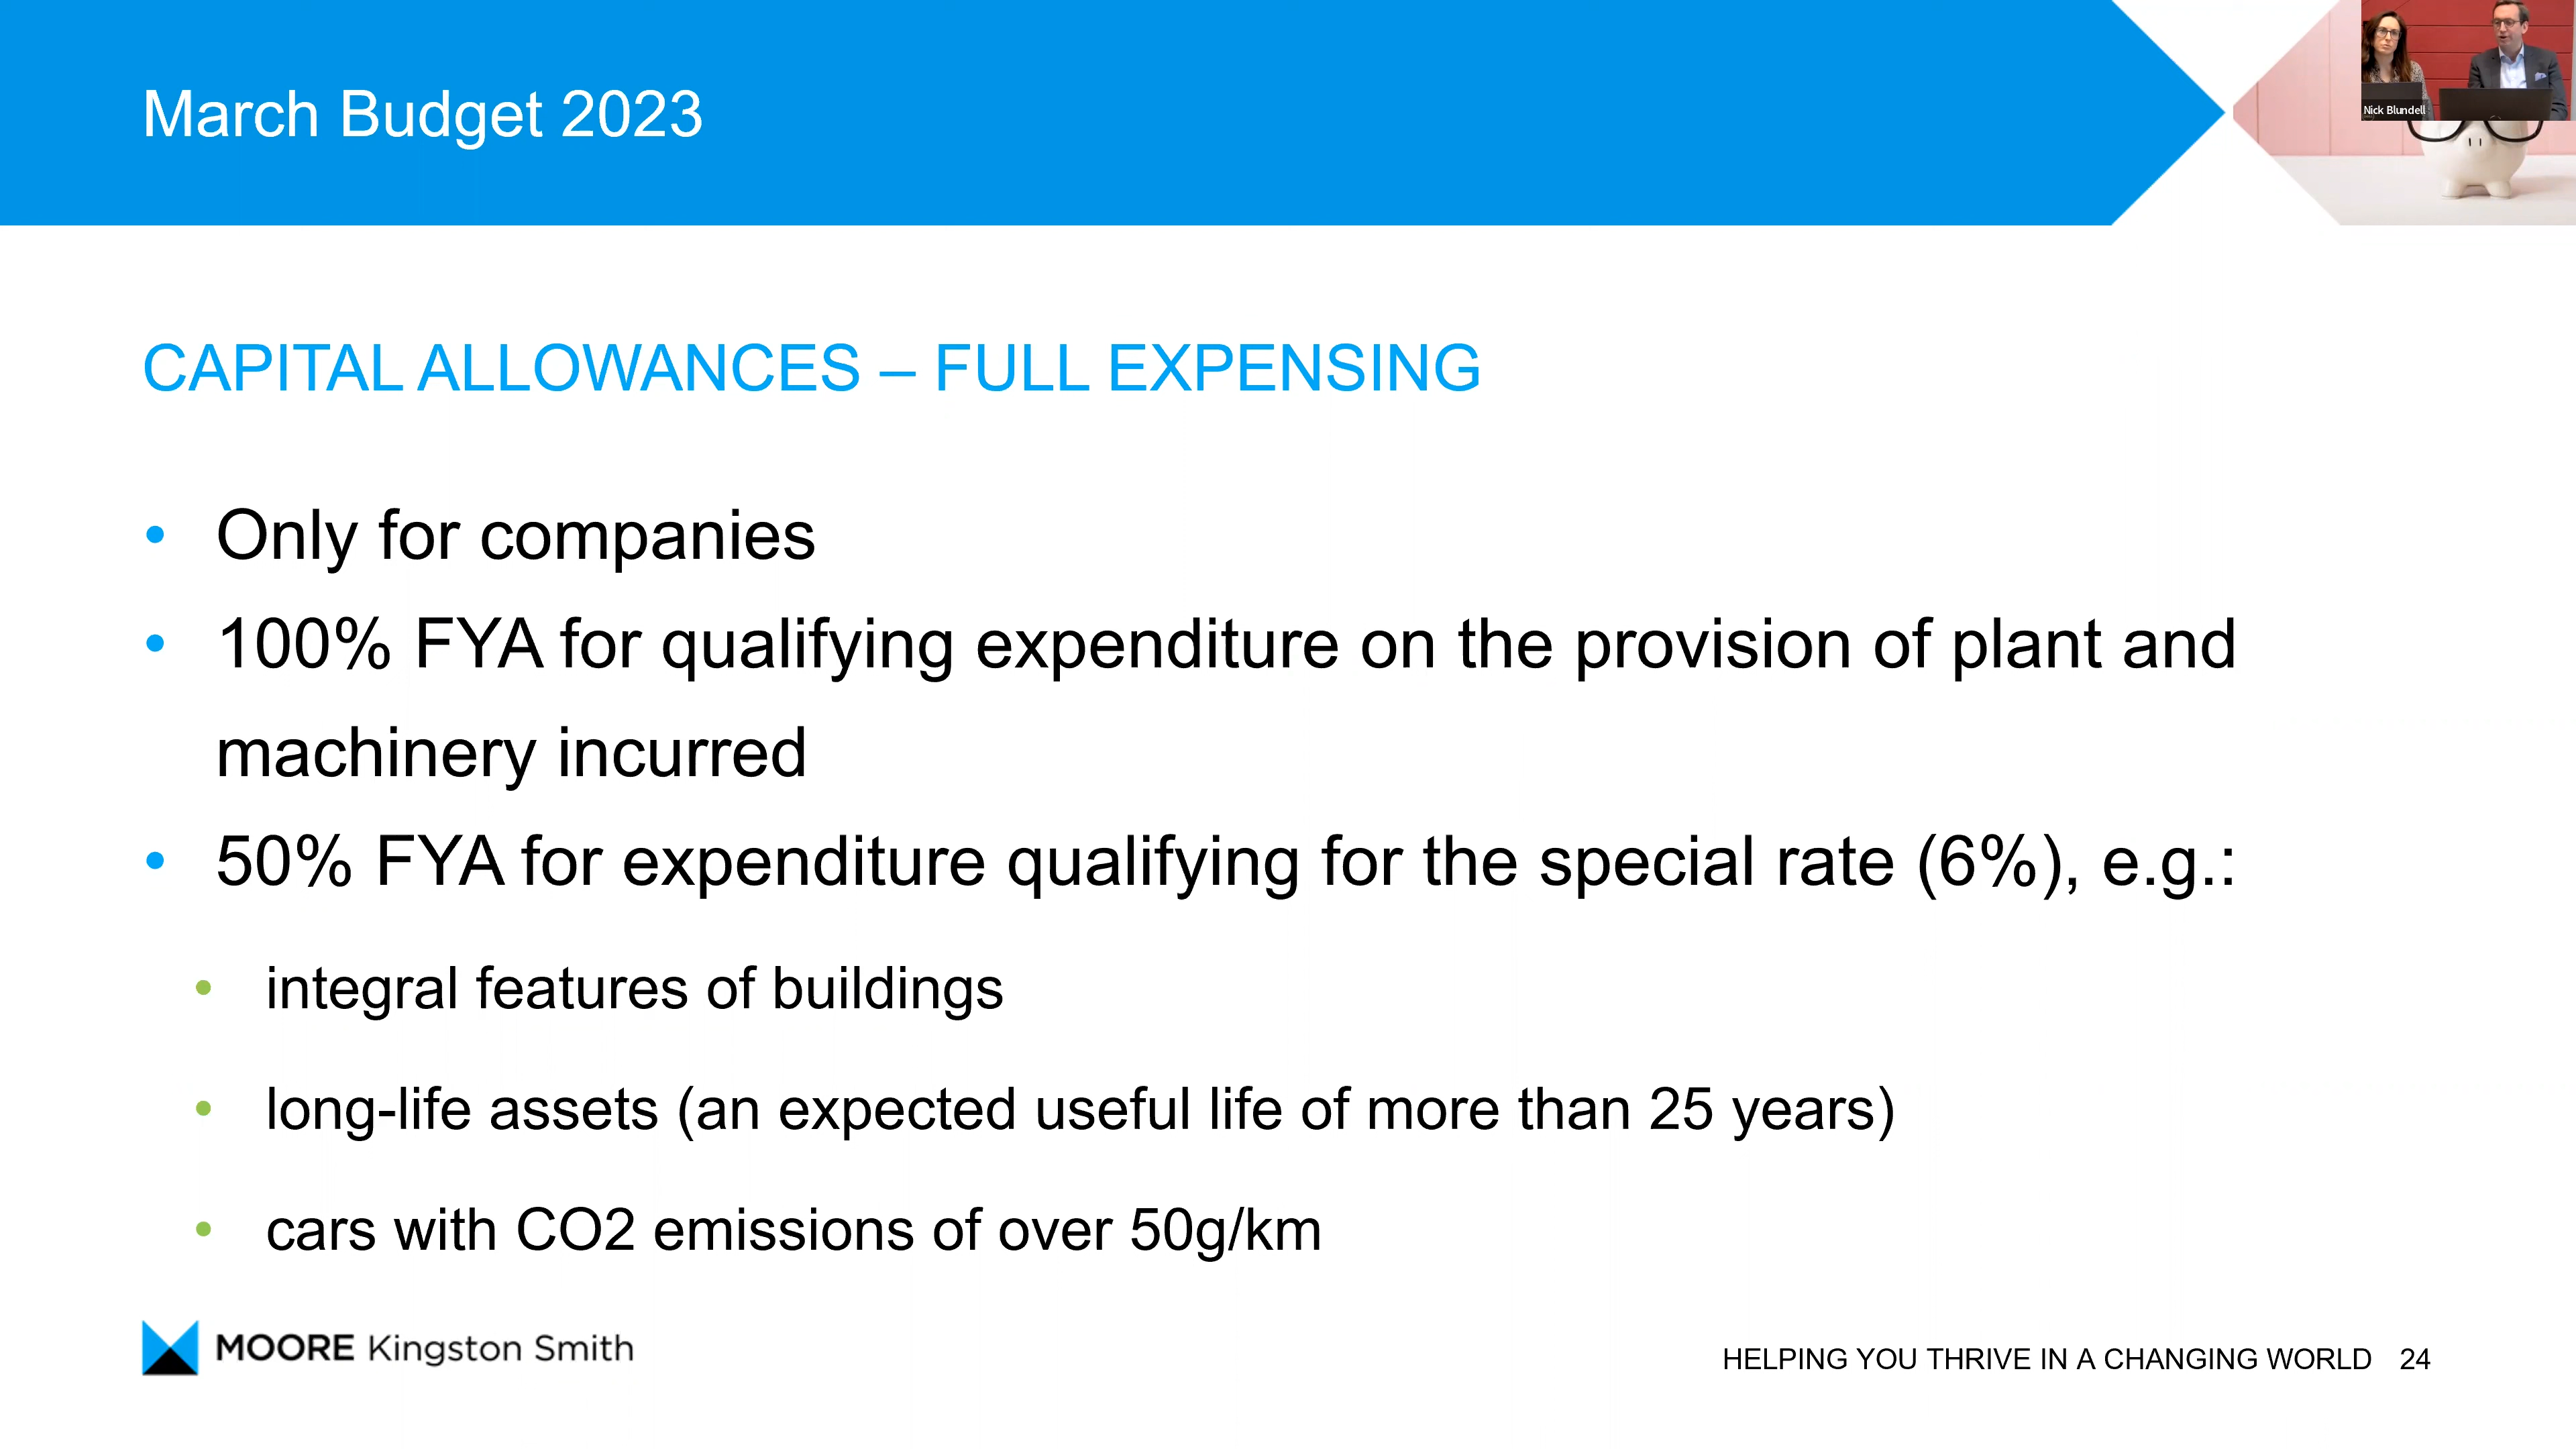 March Budget 2023
Nick Blundell
CAPITAL ALLOWANCES – FULL EXPENSING
• Only for companies
• 100% FYA for qualifying expenditure on the provision of plant and
machinery incurred
• 50% FYA for expenditure qualifying for the special rate (6%), e.g.:
• integral features of buildings
• long-life assets (an expected useful life of more than 25 years)
• cars with CO2 emissions of over 50g/km
MOORE Kingston Smith
HELPING YOU THRIVE IN A CHANGING WORLD 24